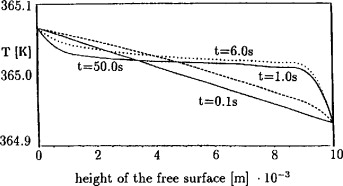 365.1
T [K]
t=6.0s
t=50.0s
t=1.0s
365.0
t=0.1s
364.9
0 2 4 6 8 10
height of the free surface [m] · 10⁻³